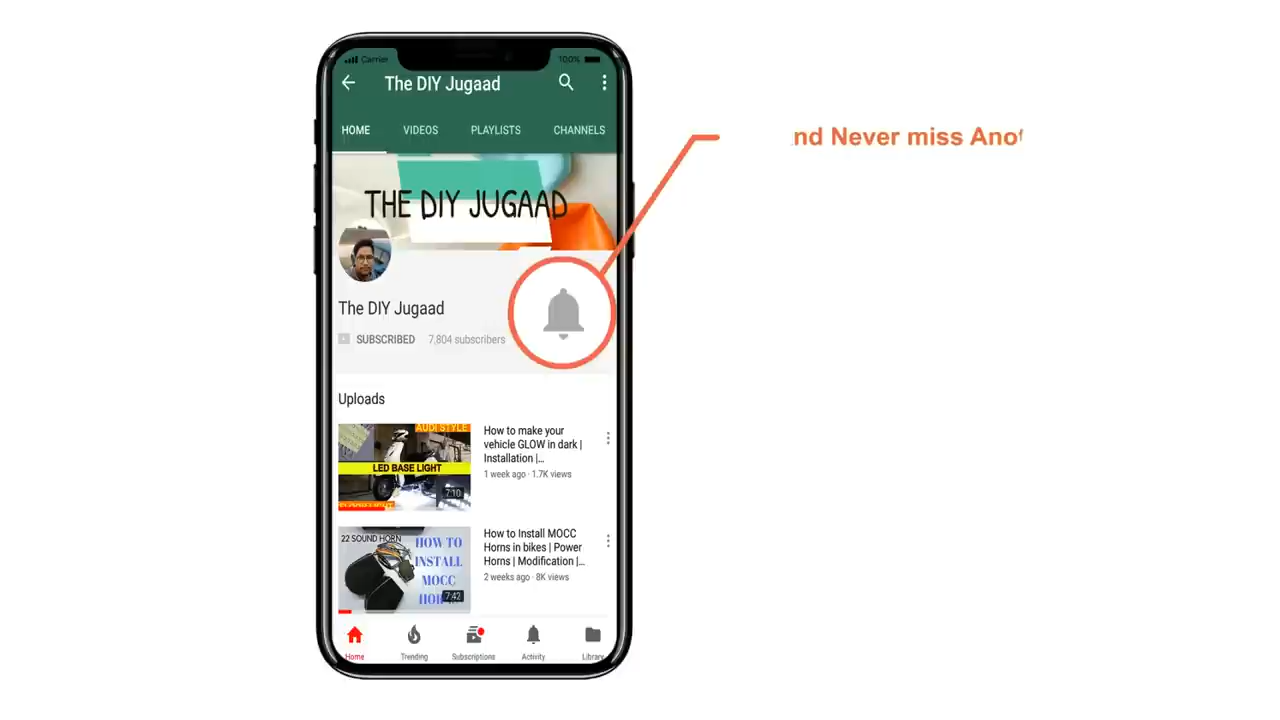 Carrier
100%
The DIY Jugaad
HOME VIDEOS PLAYLISTS CHANNELS
nd Never miss Ano
THE DIY JUGAAD
The DIY Jugaad
SUBSCRIBED 7,804 subscribers
Uploads
AUDI STYLE
LED BASE LIGHT
7:10
How to make your
vehicle GLOW in dark |
Installation |...
1 week ago · 1.7K views
22 SOUND HORN
HOW TO
INSTALL
MOCC
7:42
How to Install MOCC
Horns in bikes | Power
Horns | Modification |...
2 weeks ago · 8K views
Home Trending Subscriptions Activity Library